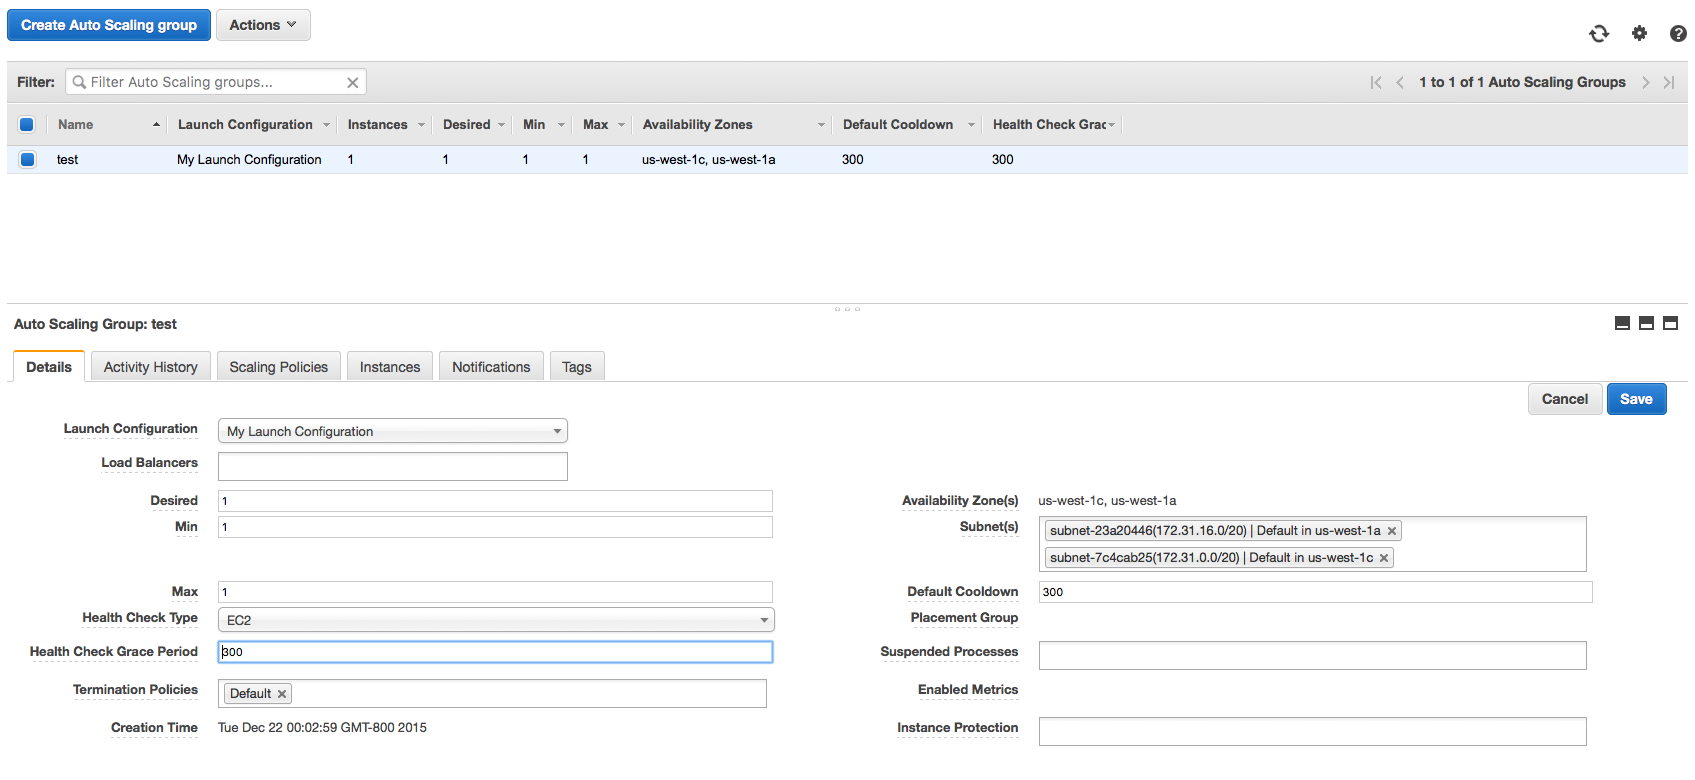 Create Auto Scaling group Actions
Filter: Filter Auto Scaling groups... 1 to 1 of 1 Auto Scaling Groups
Name Launch Configuration Instances Desired Min Max Availability Zones Default Cooldown Health Check Grac
test My Launch Configuration 1 1 1 1 us-west-1c, us-west-1a 300 300
Auto Scaling Group: test
Details Activity History Scaling Policies Instances Notifications Tags
Cancel Save
Launch Configuration My Launch Configuration
Load Balancers
Desired 1 Availability Zone(s) us-west-1c, us-west-1a
Min 1 Subnet(s) subnet-23a20446(172.31.16.0/20) | Default in us-west-1a
subnet-7c4cab25(172.31.0.0/20) | Default in us-west-1c
Max 1 Default Cooldown 300
Health Check Type EC2 Placement Group
Health Check Grace Period 300 Suspended Processes
Termination Policies Default Enabled Metrics
Creation Time Tue Dec 22 00:02:59 GMT-800 2015 Instance Protection